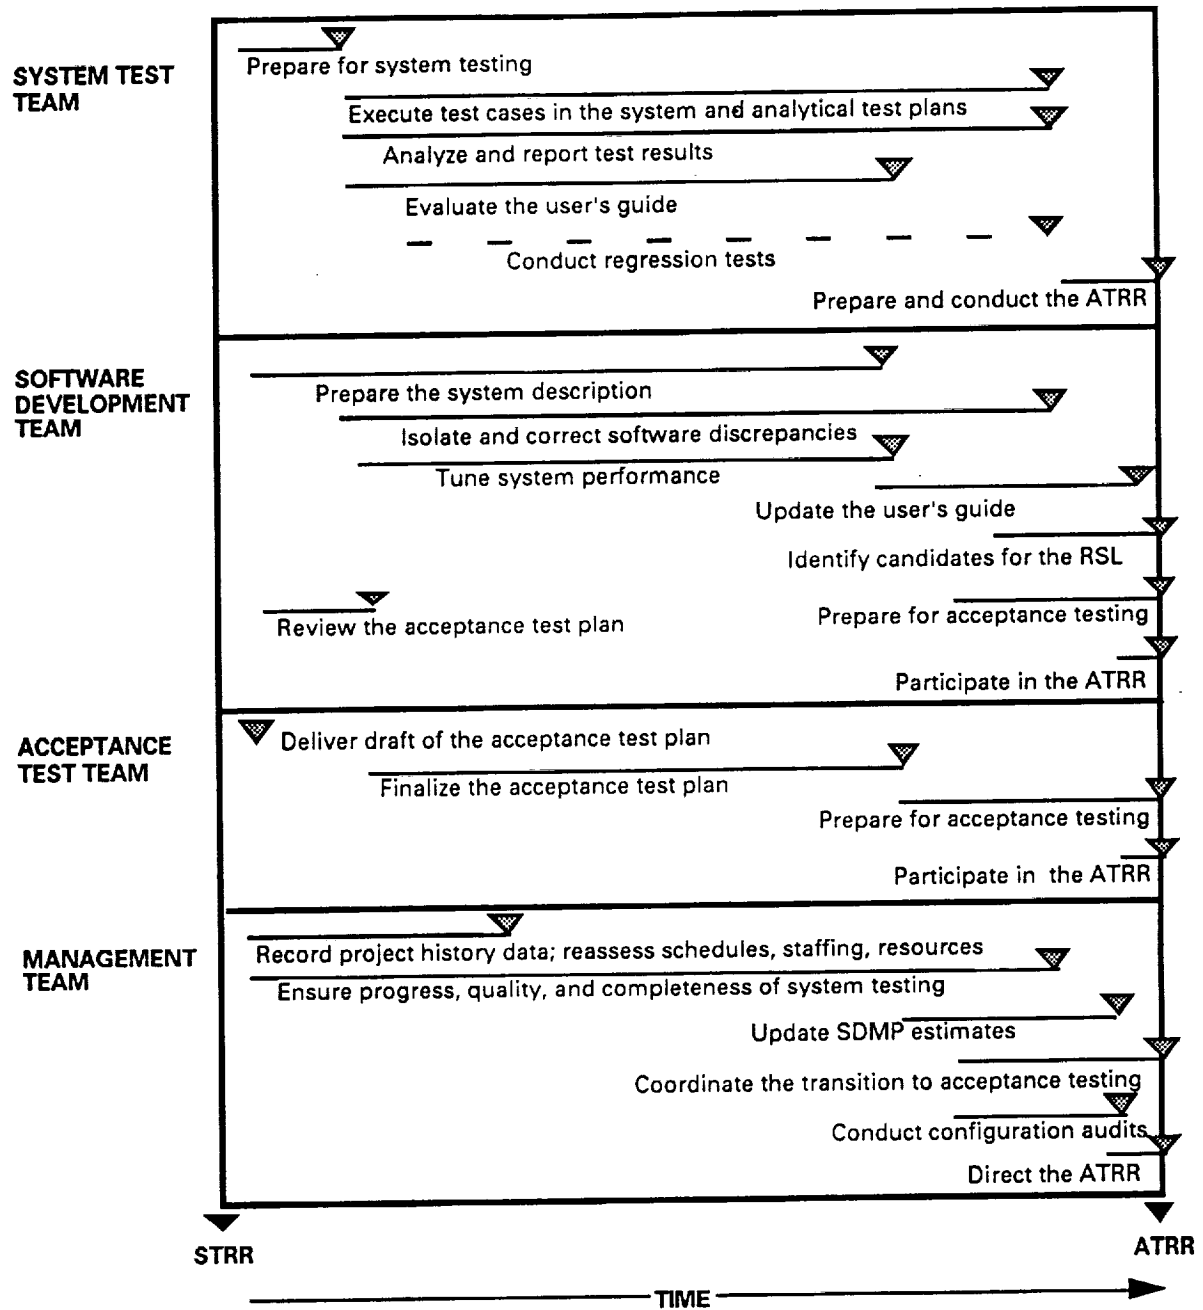 SYSTEM TEST
TEAM
Prepare for system testing
Execute test cases in the system and analytical test plans
Analyze and report test results
Evaluate the user's guide
Conduct regression tests
Prepare and conduct the ATRR
SOFTWARE
DEVELOPMENT
TEAM
Prepare the system description
Isolate and correct software discrepancies
Tune system performance
Update the user's guide
Identify candidates for the RSL
Prepare for acceptance testing
Review the acceptance test plan
Participate in the ATRR
ACCEPTANCE
TEST TEAM
Deliver draft of the acceptance test plan
Finalize the acceptance test plan
Prepare for acceptance testing
Participate in the ATRR
MANAGEMENT
TEAM
Record project history data; reassess schedules, staffing, resources
Ensure progress, quality, and completeness of system testing
Update SDMP estimates
Coordinate the transition to acceptance testing
Conduct configuration audits
Direct the ATRR
STRR
ATRR
TIME